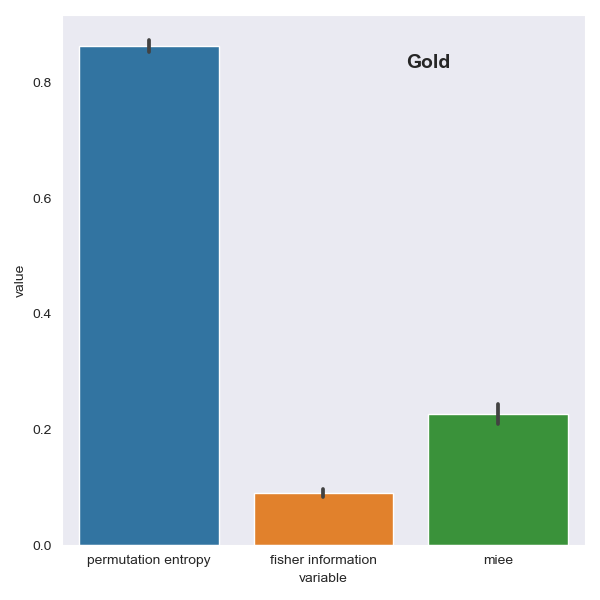 Gold
0.8
0.6
0.4
0.2
0.0
value
permutation entropy
fisher information
miee
variable